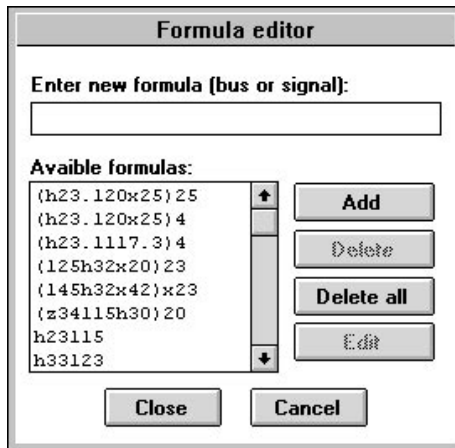 Formula editor
Enter new formula (bus or signal):
Avaible formulas:
(h23.120x25)25
(h23.120x25)4
(h23.1117.3)4
(125h32x20)23
(145h32x42)x23
(z34115h30)20
h23115
h33123
Add
Delete
Delete all
Edit
Close
Cancel